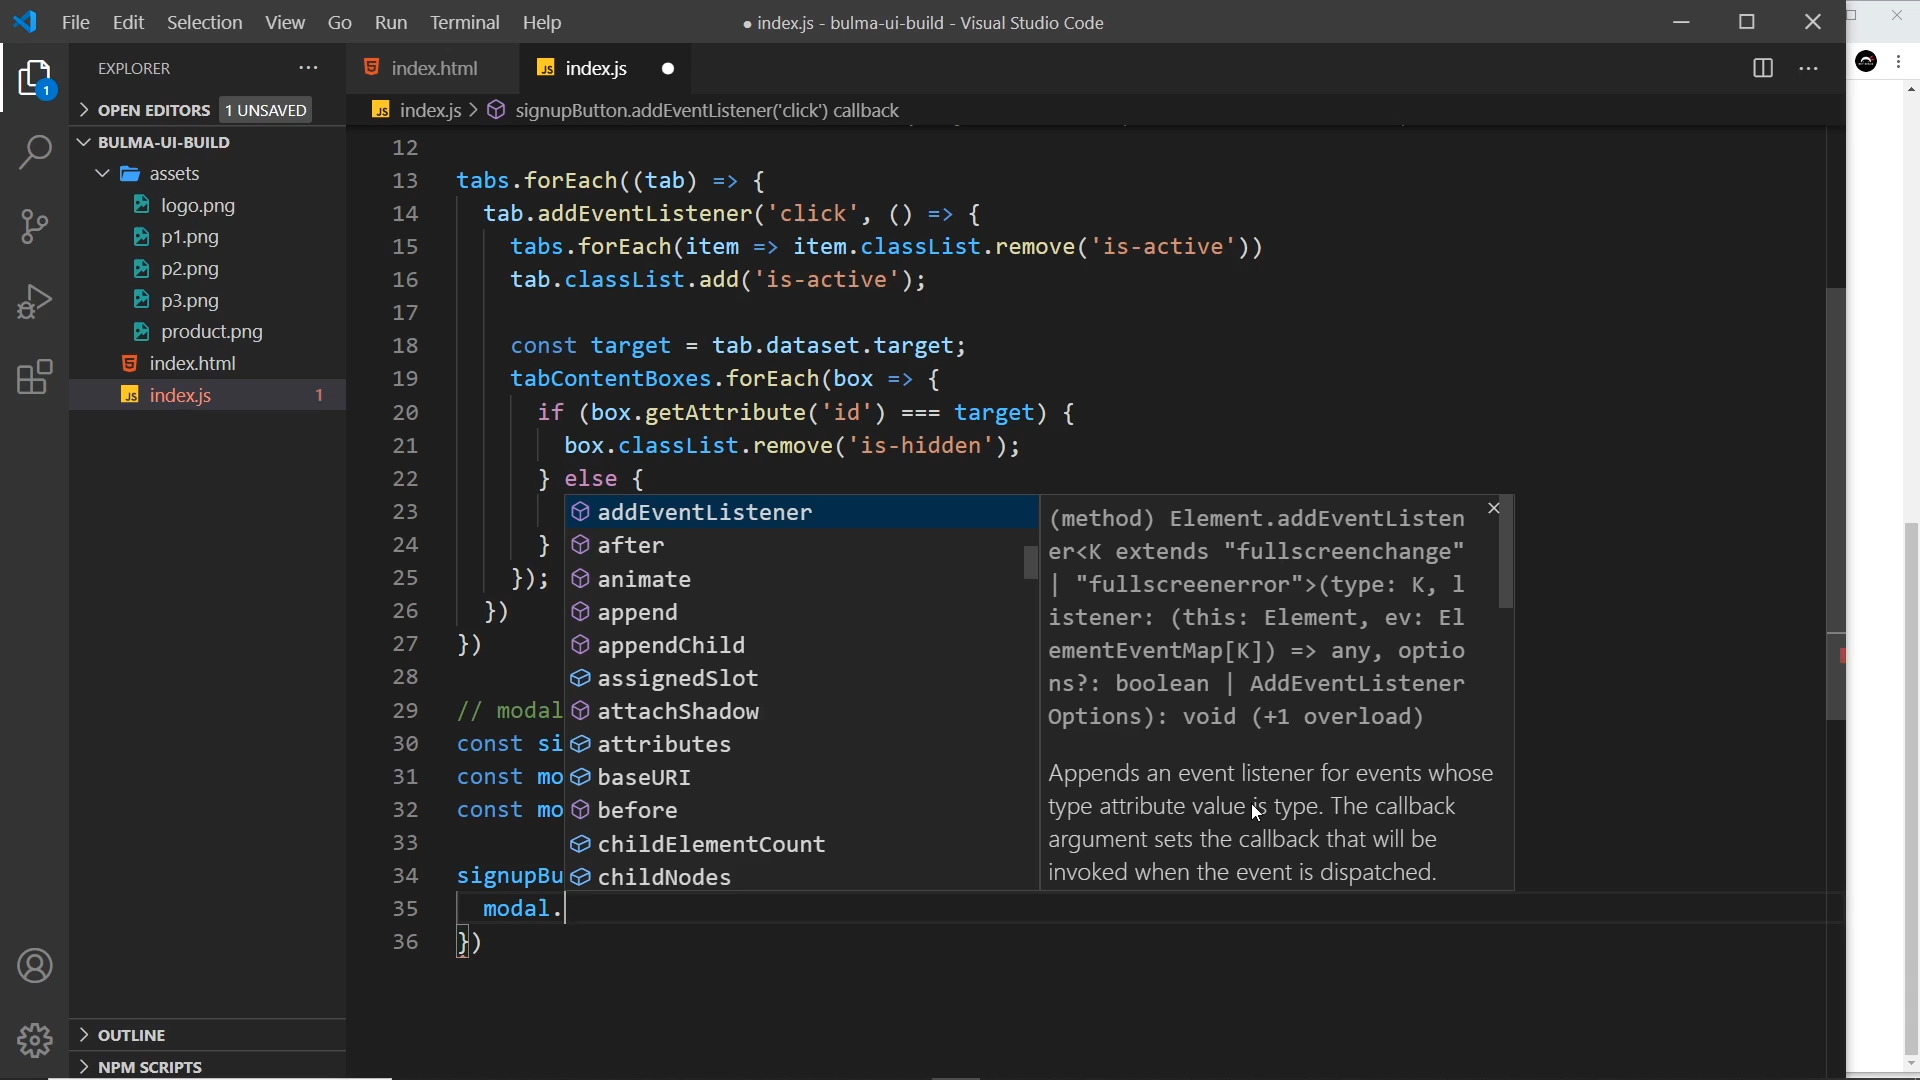 File Edit Selection View Go Run Terminal Help
● index.js - bulma-ui-build - Visual Studio Code
EXPLORER
OPEN EDITORS 1 UNSAVED
BULMA-UI-BUILD
assets
logo.png
p1.png
p2.png
p3.png
product.png
index.html
index.js 1
OUTLINE
NPM SCRIPTS
1
index.html
index.js
index.js > signupButton.addEventListener('click') callback
12
13 tabs.forEach((tab) => {
14 tab.addEventListener('click', () => {
15 tabs.forEach(item => item.classList.remove('is-active'))
16 tab.classList.add('is-active');
17
18 const target = tab.dataset.target;
19 tabContentBoxes.forEach(box => {
20 if (box.getAttribute('id') === target) {
21 box.classList.remove('is-hidden');
22 } else {
23
24 }
25 });
26 })
27 })
28
29 // modal
30 const si
31 const mo
32 const mo
33
34 signupBu
35 modal.
36 })
addEventListener
after
animate
append
appendChild
assignedSlot
attachShadow
attributes
baseURI
before
childElementCount
childNodes
(method) Element.addEventListen
er<K extends "fullscreenchange"
| "fullscreenerror">(type: K, l
istener: (this: Element, ev: El
ementEventMap[K]) => any, optio
ns?: boolean | AddEventListener
Options): void (+1 overload)
Appends an event listener for events whose
type attribute value is type. The callback
argument sets the callback that will be
invoked when the event is dispatched.